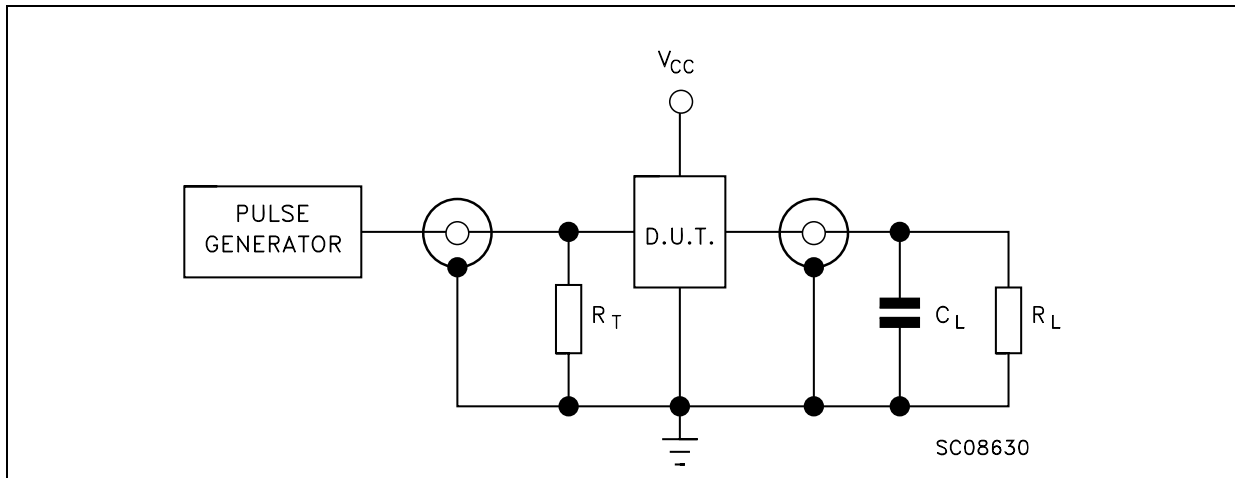 VCC
PULSE
GENERATOR
D.U.T.
RT
CL
RL
SC08630